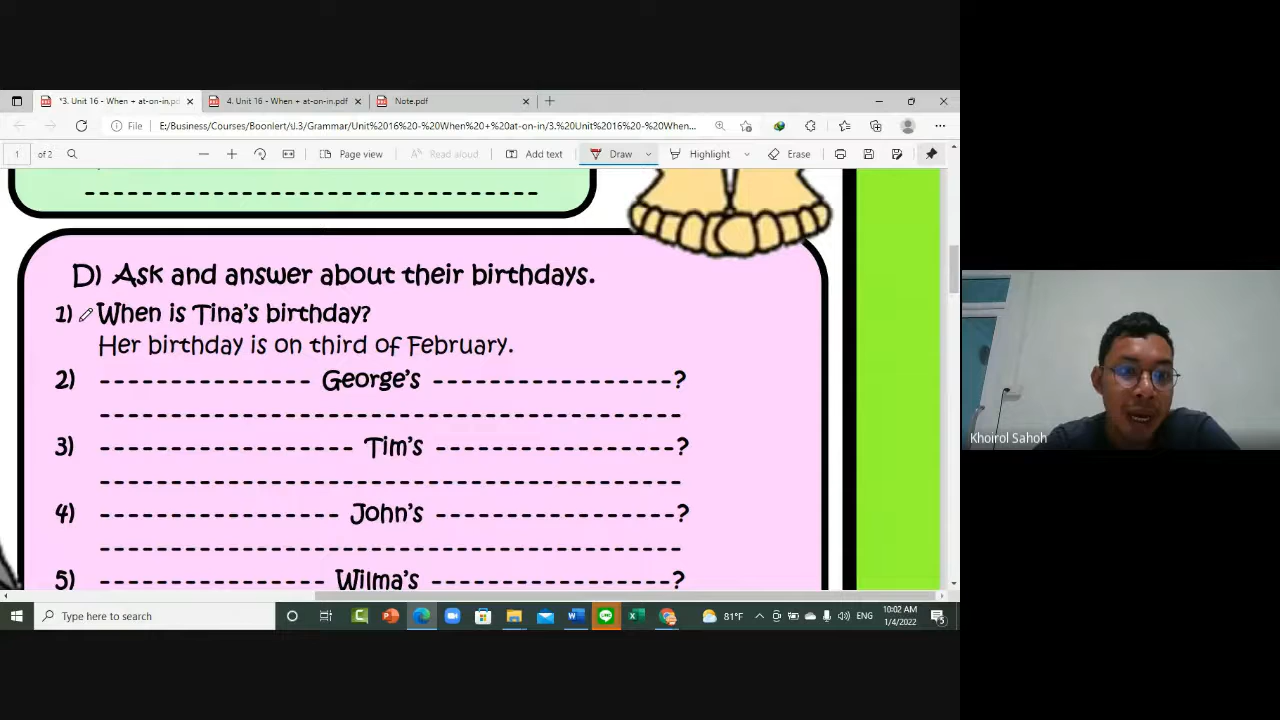 *3. Unit 16 - When + at-on-in.pd
4. Unit 16 - When + at-on-in.pdf
Note.pdf
File
E:/Business/Courses/Boonlert/ป.3/Grammar/Unit%2016%20-%20When%20+%20at-on-in/3.%20Unit%2016%20-%20When...
1
of 2
Page view
Read aloud
Add text
Draw
Highlight
Erase
D) Ask and answer about their birthdays.
1) When is Tina's birthday?
Her birthday is on third of February.
2) --------------- George's -----------------?
3) ------------------ Tim's -----------------?
4) ----------------- John's -----------------?
5) ---------------- Wilma's -----------------?
Khoirol Sahoh
Type here to search
81°F
ENG
10:02 AM
1/4/2022
5